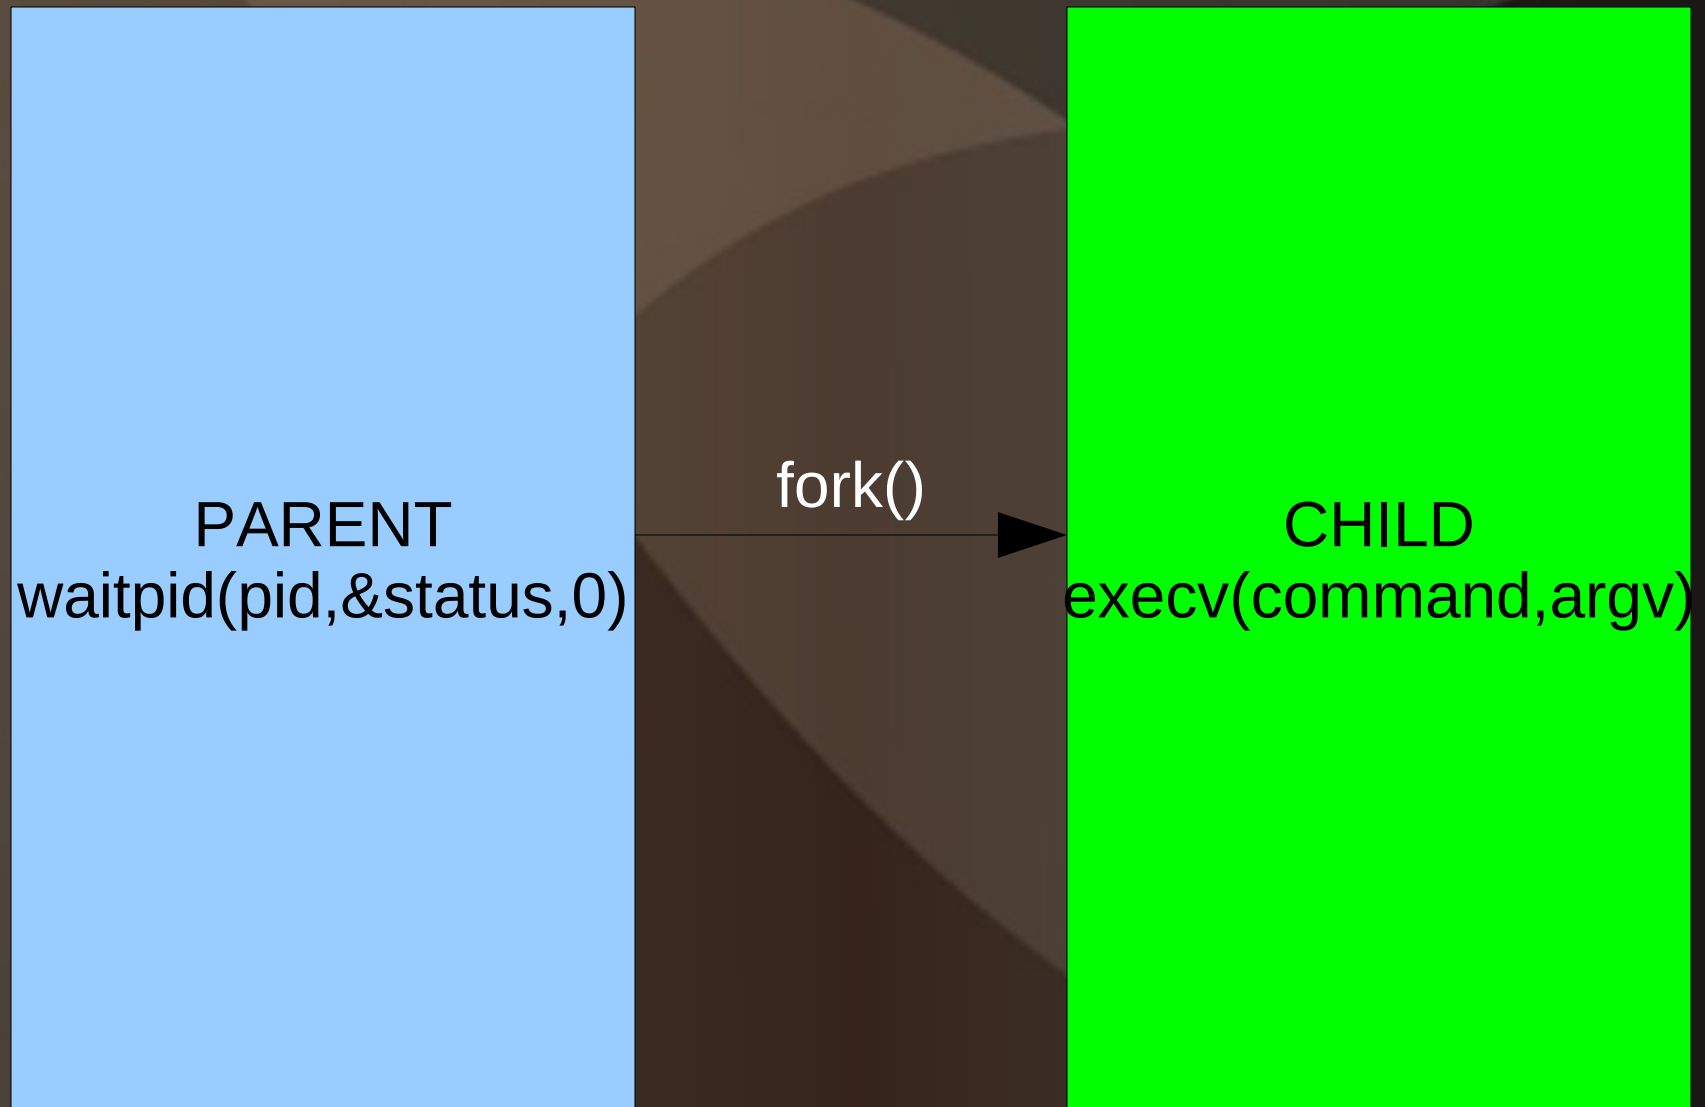 PARENT
waitpid(pid,&status,0)
fork()
CHILD
execv(command,argv)